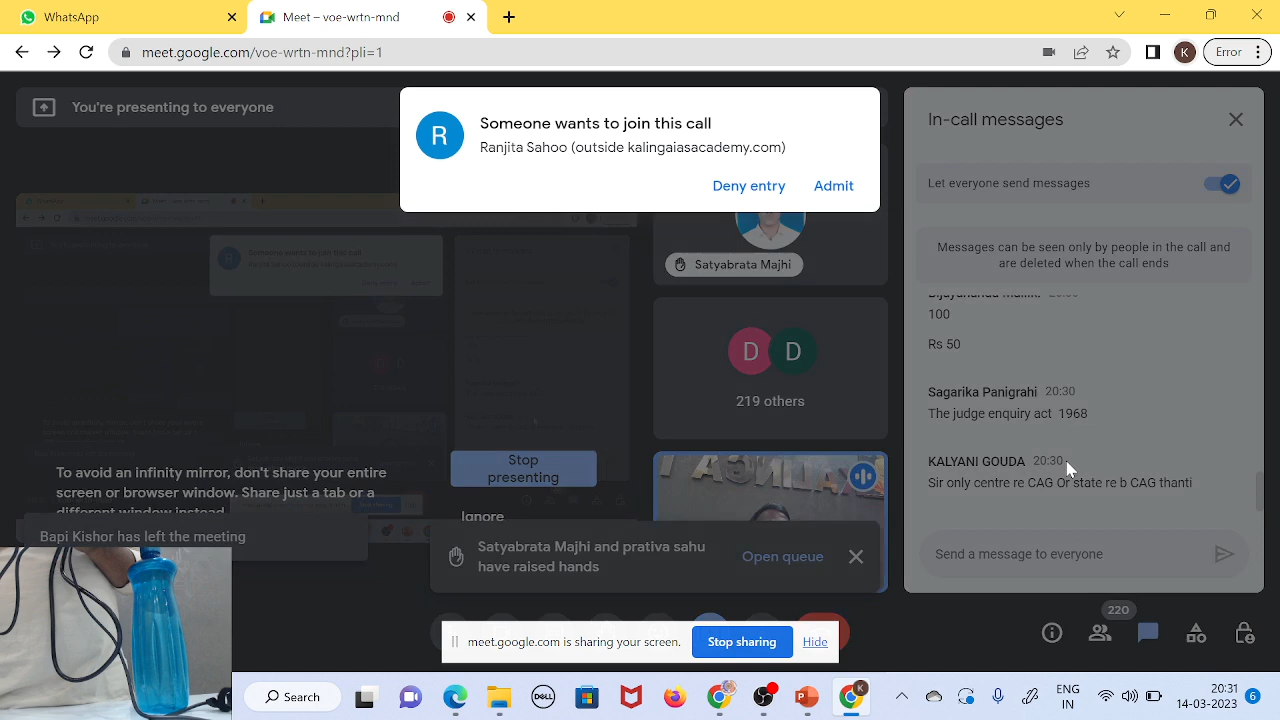 WhatsApp
Meet – voe-wrtn-mnd
meet.google.com/voe-wrtn-mnd?pli=1
K
Error
You're presenting to everyone
R
Someone wants to join this call
Ranjita Sahoo (outside kalingaiasacademy.com)
Deny entry
Admit
In-call messages
Let everyone send messages
Messages can be seen only by people in the call and
are deleted when the call ends
100
Rs 50
Sagarika Panigrahi 20:30
The judge enquiry act 1968
KALYANI GOUDA 20:30
Sir only centre re CAG Or state re b CAG thanti
Send a message to everyone
Satyabrata Majhi
D D
219 others
Stop
presenting
To avoid an infinity mirror, don't share your entire
screen or browser window. Share just a tab or a
different window instead.
Ignore
Bapi Kishor has left the meeting
Satyabrata Majhi and prativa sahu
have raised hands
Open queue
220
meet.google.com is sharing your screen.
Stop sharing
Hide
Search
DELL
K
ENG
IN
20:31
14-03-2023
6